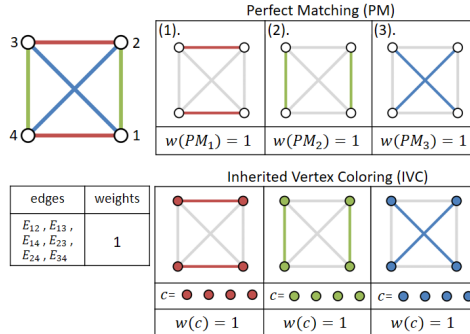 Perfect Matching (PM)
3
2
4
1
(1).
(2).
(3).
w(PM₁) = 1
w(PM₂) = 1
w(PM₃) = 1
Inherited Vertex Coloring (IVC)
edges
weights
E₁₂ , E₁₃ ,
E₁₄ , E₂₃ ,
E₂₄ , E₃₄
1
c=
c=
c=
w(c) = 1
w(c) = 1
w(c) = 1